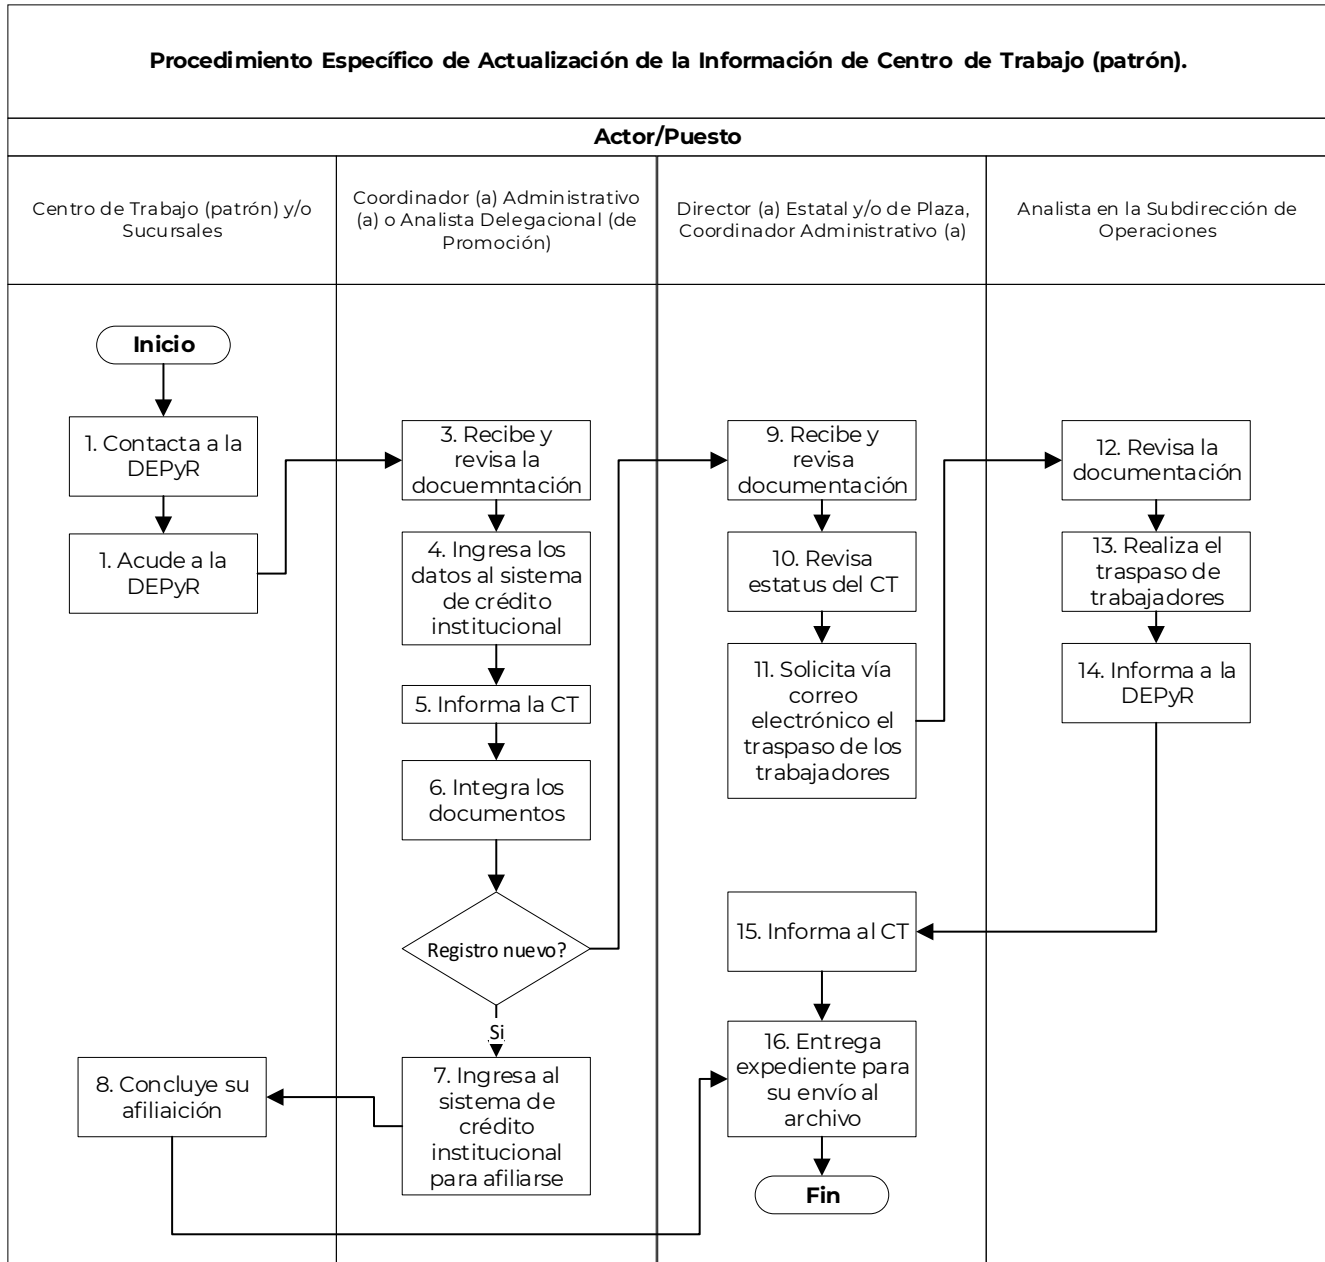 Procedimiento Específico de Actualización de la Información de Centro de Trabajo (patrón).
Actor/Puesto
Centro de Trabajo (patrón) y/o
Sucursales
Coordinador (a) Administrativo
(a) o Analista Delegacional (de
Promoción)
Director (a) Estatal y/o de Plaza,
Coordinador Administrativo (a)
Analista en la Subdirección de
Operaciones
Inicio
1. Contacta a la
DEPyR
1. Acude a la
DEPyR
3. Recibe y
revisa la
docuemntación
4. Ingresa los
datos al sistema
de crédito
institucional
5. Informa la CT
6. Integra los
documentos
Registro nuevo?
Si
7. Ingresa al
sistema de
crédito
institucional
para afiliarse
8. Concluye su
afiliaición
9. Recibe y
revisa
documentación
10. Revisa
estatus del CT
11. Solicita vía
correo
electrónico el
traspaso de los
trabajadores
12. Revisa la
documentación
13. Realiza el
traspaso de
trabajadores
14. Informa a la
DEPyR
15. Informa al CT
16. Entrega
expediente para
su envío al
archivo
Fin